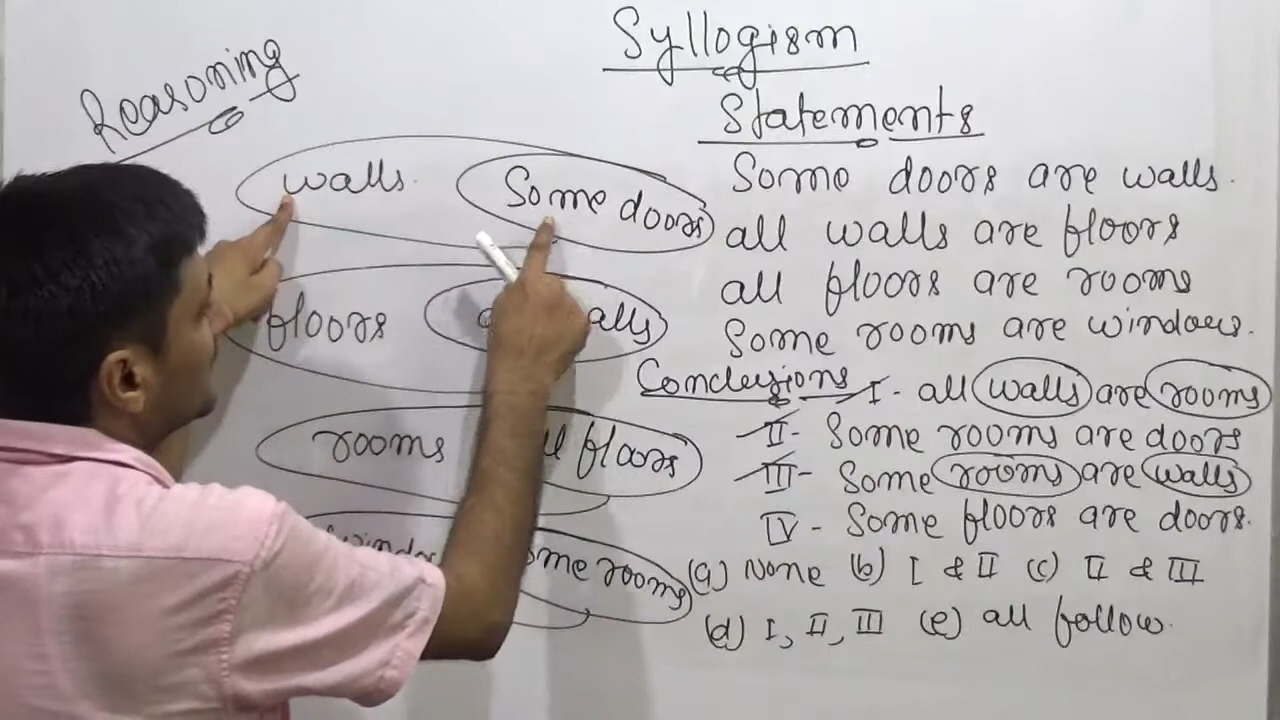 Reasoning
Syllogism
Statements
Some doors are walls.
all walls are floors
all floors are rooms
Some rooms are windows.
Conclusions I - all walls are rooms
II - Some rooms are doors
III - Some rooms are walls
IV - Some floors are doors.
(a) None (b) I & II (c) II & III
(d) I, II, III (e) all follow.
walls. Some doors
floors
rooms floors
rooms